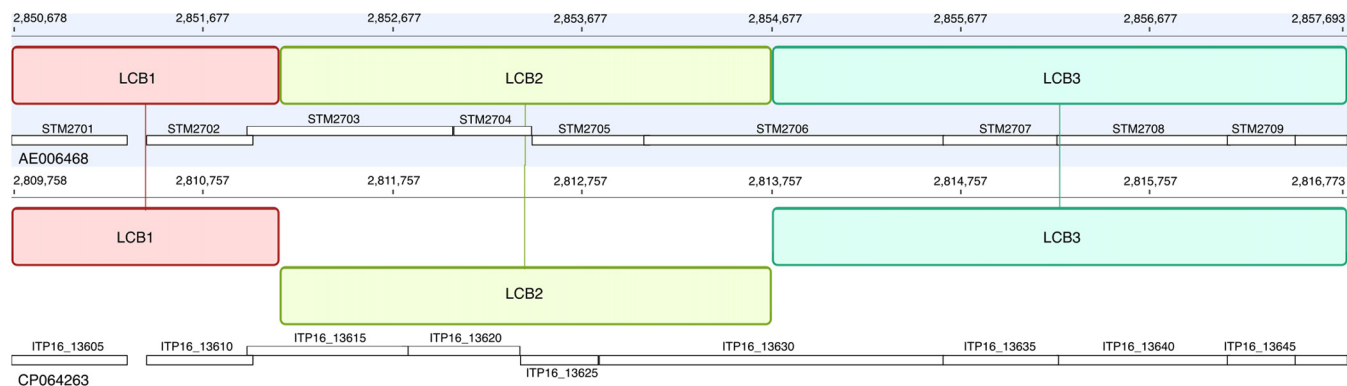 2,850,678 2,851,677 2,852,677 2,853,677 2,854,677 2,855,677 2,856,677 2,857,693
LCB1 LCB2 LCB3
STM2701 STM2702 STM2703 STM2704 STM2705 STM2706 STM2707 STM2708 STM2709
AE006468
2,809,758 2,810,757 2,811,757 2,812,757 2,813,757 2,814,757 2,815,757 2,816,773
LCB1 LCB3
LCB2
ITP16_13605 ITP16_13610 ITP16_13615 ITP16_13620 ITP16_13630 ITP16_13635 ITP16_13640 ITP16_13645
ITP16_13625
CP064263